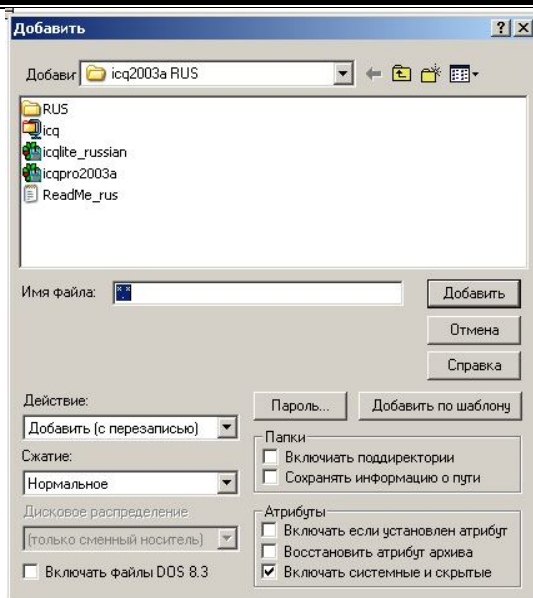 Добавить
Добави icq2003a RUS
RUS
icq
icqlite_russian
icqpro2003a
ReadMe_rus
Имя файла: *.*
Добавить
Отмена
Справка
Действие:
Добавить (с перезаписью)
Сжатие:
Нормальное
Дисковое распределение
(только сменный носитель)
Включать файлы DOS 8.3
Пароль...
Добавить по шаблону
Папки
Включиать поддиректории
Сохранять информацию о пути
Атрибуты
Включать если установлен атрибут
Восстановить атрибут архива
Включать системные и скрытые